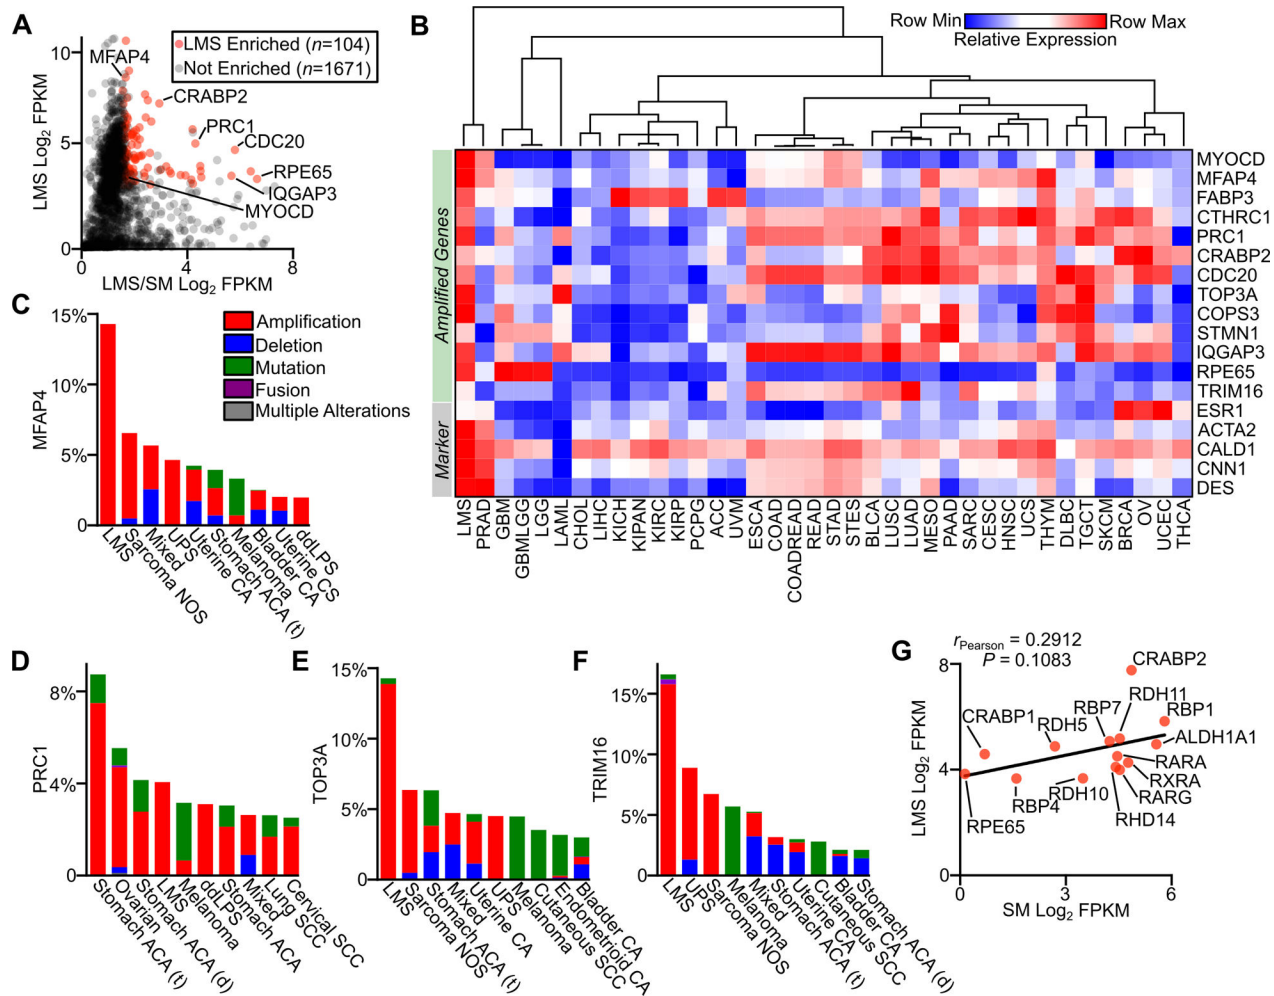 A
LMS Log2 FPKM
10
5
0
0
4
8
LMS/SM Log2 FPKM
LMS Enriched (n=104)
Not Enriched (n=1671)
MFAP4
CRABP2
PRC1
CDC20
RPE65
IQGAP3
MYOCD
B
Row Min
Row Max
Relative Expression
Amplified Genes
Marker
MYOCD
MFAP4
FABP3
CTHRC1
PRC1
CRABP2
CDC20
TOP3A
COPS3
STMN1
IQGAP3
RPE65
TRIM16
ESR1
ACTA2
CALD1
CNN1
DES
LMS
PRAD
GBM
GBMLGG
LGG
LAML
CHOL
LIHC
KICH
KIPAN
KIRC
KIRP
PCPG
ACC
UVM
ESCA
COAD
COADREAD
READ
STAD
STES
BLCA
LUSC
LUAD
MESO
PAAD
SARC
CESC
HNSC
UCS
THYM
DLBC
TGCT
SKCM
BRCA
OV
UCEC
THCA
C
MFAP4
15%
10%
5%
0
Amplification
Deletion
Mutation
Fusion
Multiple Alterations
LMS
Sarcoma NOS
Mixed
UPS
Uterine CA
Stomach ACA (t)
Melanoma
Bladder CA
Uterine CS
ddLPS
D
PRC1
8%
4%
0
Stomach ACA (t)
Ovarian
Stomach ACA (d)
LMS
Melanoma
ddLPS
Stomach ACA
Mixed
Lung SCC
Cervical SCC
E
TOP3A
15%
10%
5%
0
LMS
Sarcoma NOS
Stomach ACA (t)
Mixed
Uterine CA
UPS
Melanoma
Cutaneous SCC
Endometrioid CA
Bladder CA
F
TRIM16
15%
10%
5%
0
LMS
UPS
Sarcoma NOS
Melanoma
Mixed
Stomach ACA (t)
Uterine CA
Cutaneous SCC
Bladder CA
Stomach ACA (d)
G
rPearson = 0.2912
P = 0.1083
LMS Log2 FPKM
8
4
0
0
3
6
SM Log2 FPKM
CRABP2
RDH11
RBP7
RBP1
CRABP1
RDH5
ALDH1A1
RARA
RXRA
RARG
RDH10
RBP4
RHD14
RPE65